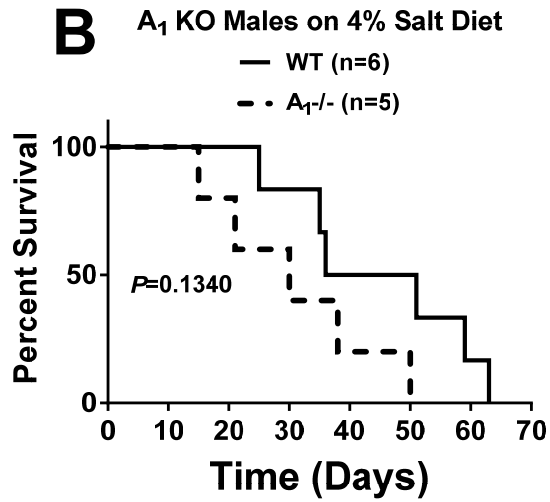 B
A₁ KO Males on 4% Salt Diet
WT (n=6)
A₁-/- (n=5)
Percent Survival
100
50
0
P=0.1340
0 10 20 30 40 50 60 70
Time (Days)